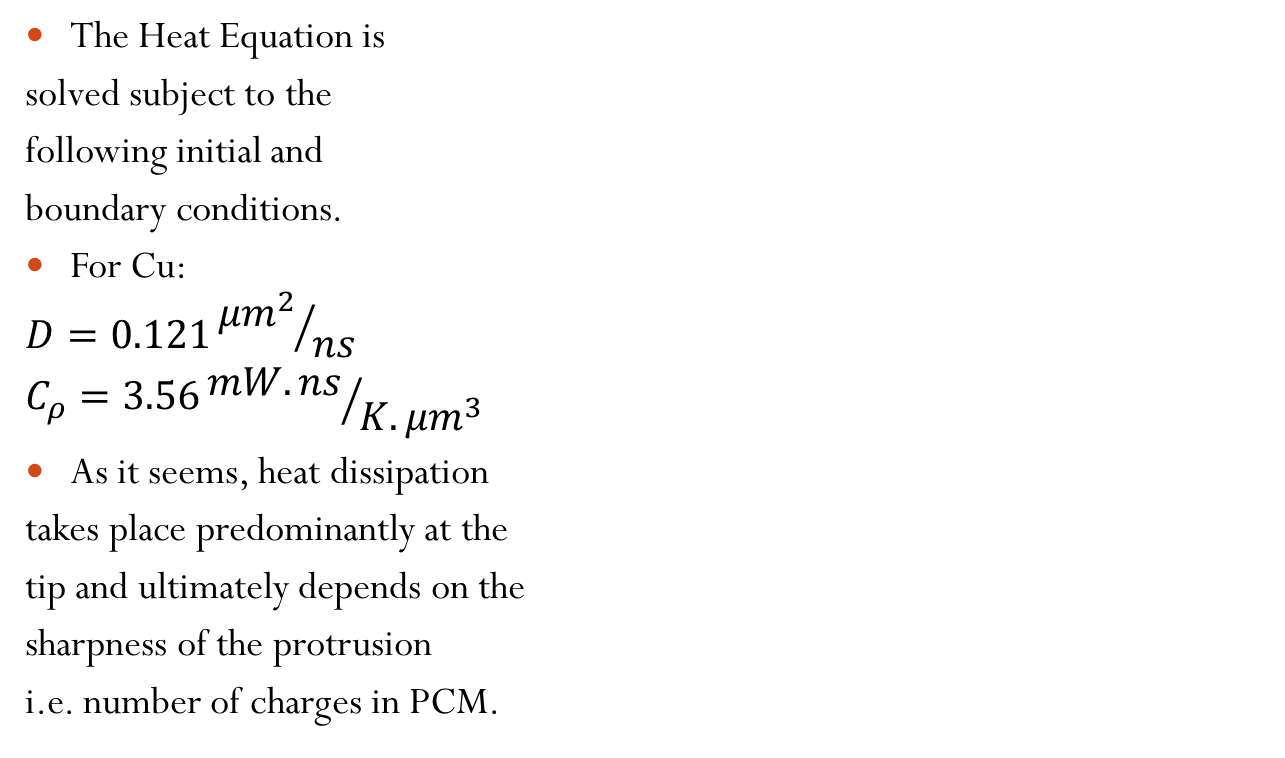 • The Heat Equation is
solved subject to the
following initial and
boundary conditions.
• For Cu:
D = 0.121 μm²/ns
C_ρ = 3.56 mW.ns/K.μm³
• As it seems, heat dissipation
takes place predominantly at the
tip and ultimately depends on the
sharpness of the protrusion
i.e. number of charges in PCM.